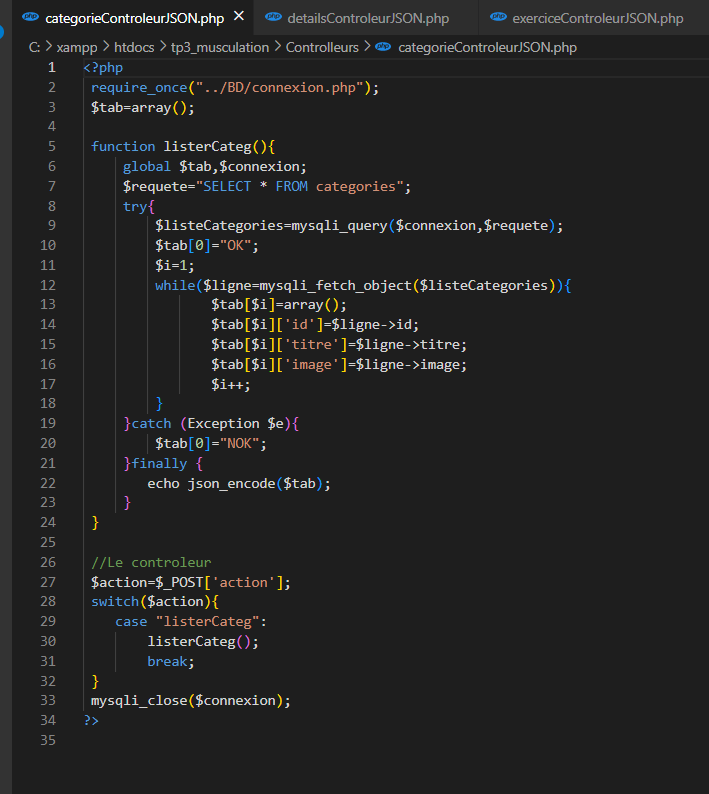 categorieControleurJSON.php × detailsControleurJSON.php exerciceControleurJSON.php
C: > xampp > htdocs > tp3_musculation > Controlleurs > categorieControleurJSON.php
1 <?php
2 require_once("../BD/connexion.php");
3 $tab=array();
4
5 function listerCateg(){
6 global $tab,$connexion;
7 $requete="SELECT * FROM categories";
8 try{
9 $listeCategories=mysqli_query($connexion,$requete);
10 $tab[0]="OK";
11 $i=1;
12 while($ligne=mysqli_fetch_object($listeCategories)){
13 $tab[$i]=array();
14 $tab[$i]['id']=$ligne->id;
15 $tab[$i]['titre']=$ligne->titre;
16 $tab[$i]['image']=$ligne->image;
17 $i++;
18 }
19 }catch (Exception $e){
20 $tab[0]="NOK";
21 }finally {
22 echo json_encode($tab);
23 }
24 }
25
26 //Le controleur
27 $action=$_POST['action'];
28 switch($action){
29 case "listerCateg":
30 listerCateg();
31 break;
32 }
33 mysqli_close($connexion);
34 ?>
35